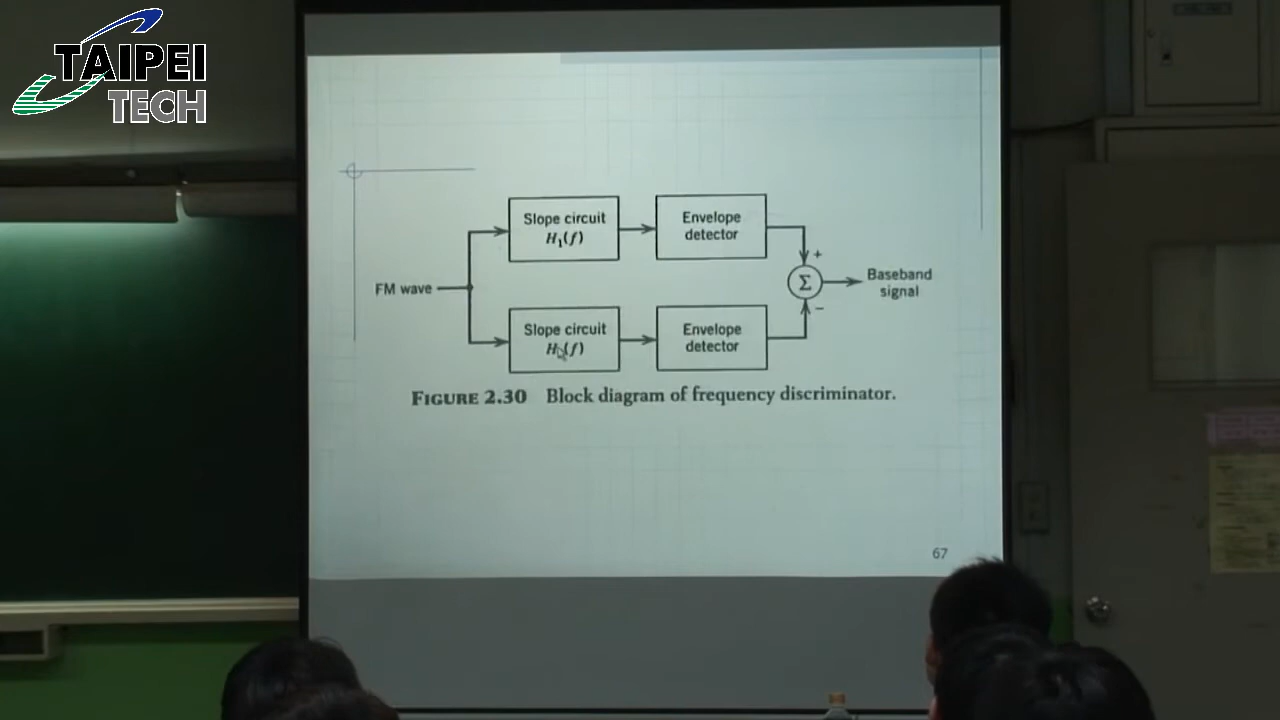 TAIPEI
TECH
Slope circuit
H₁(f)
Envelope
detector
+
FM wave
Σ
Baseband
signal
−
Slope circuit
H (f)
Envelope
detector
FIGURE 2.30 Block diagram of frequency discriminator.
67